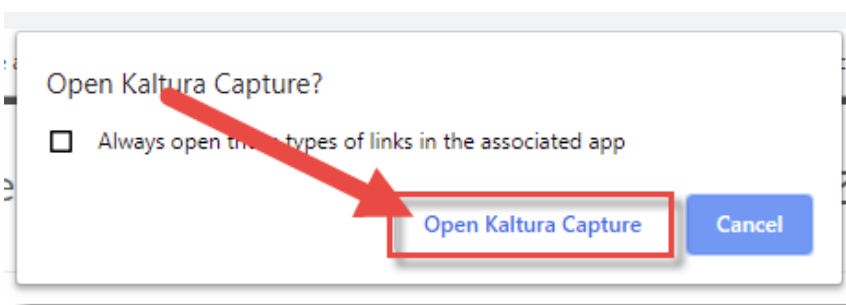 Open Kaltura Capture?
Always open types of links in the associated app
Open Kaltura Capture
Cancel